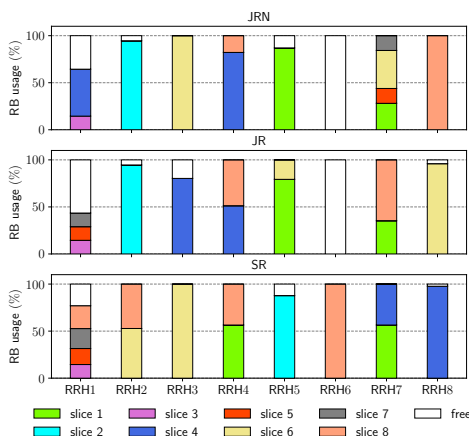 JRN
100
50
0
RB usage (%)
JR
100
50
0
RB usage (%)
SR
100
50
0
RB usage (%)
RRH1 RRH2 RRH3 RRH4 RRH5 RRH6 RRH7 RRH8
slice 1 slice 3 slice 5 slice 7 free
slice 2 slice 4 slice 6 slice 8